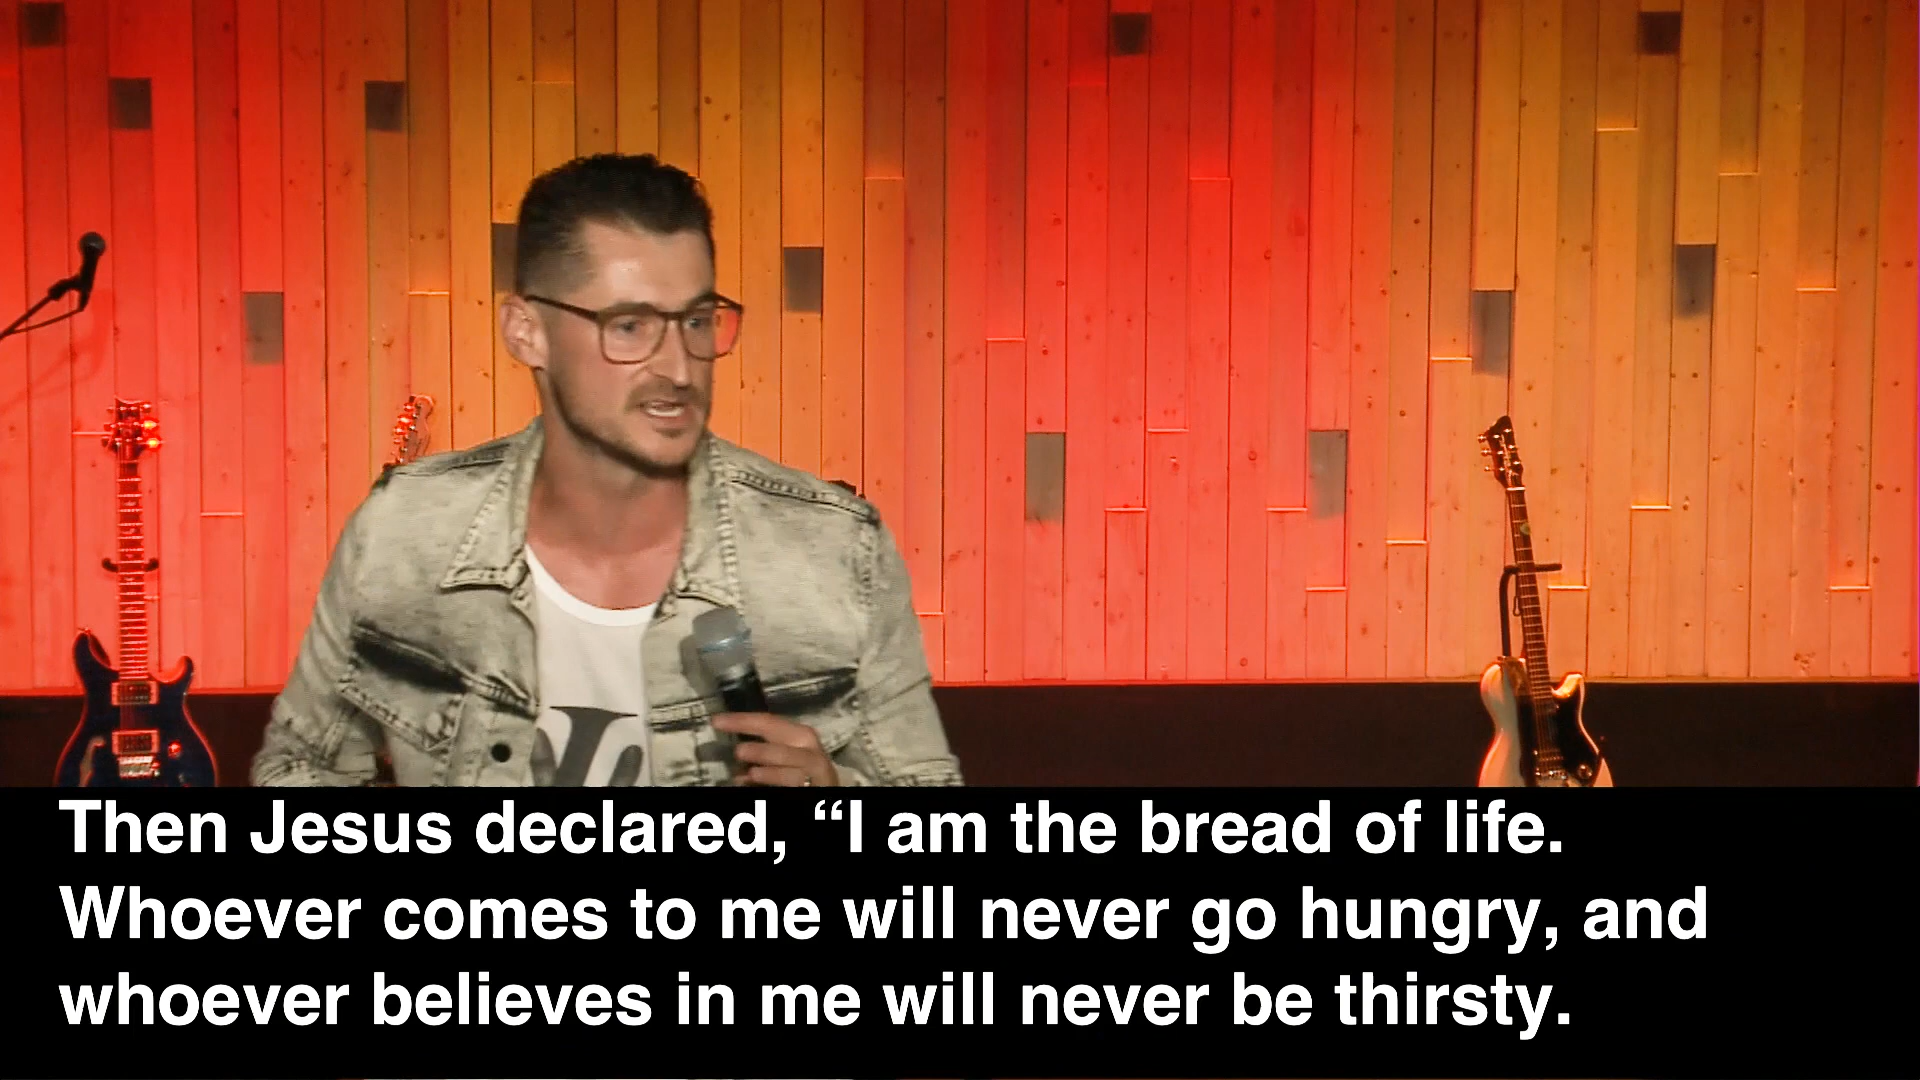 Then Jesus declared, “I am the bread of life.
Whoever comes to me will never go hungry, and
whoever believes in me will never be thirsty.